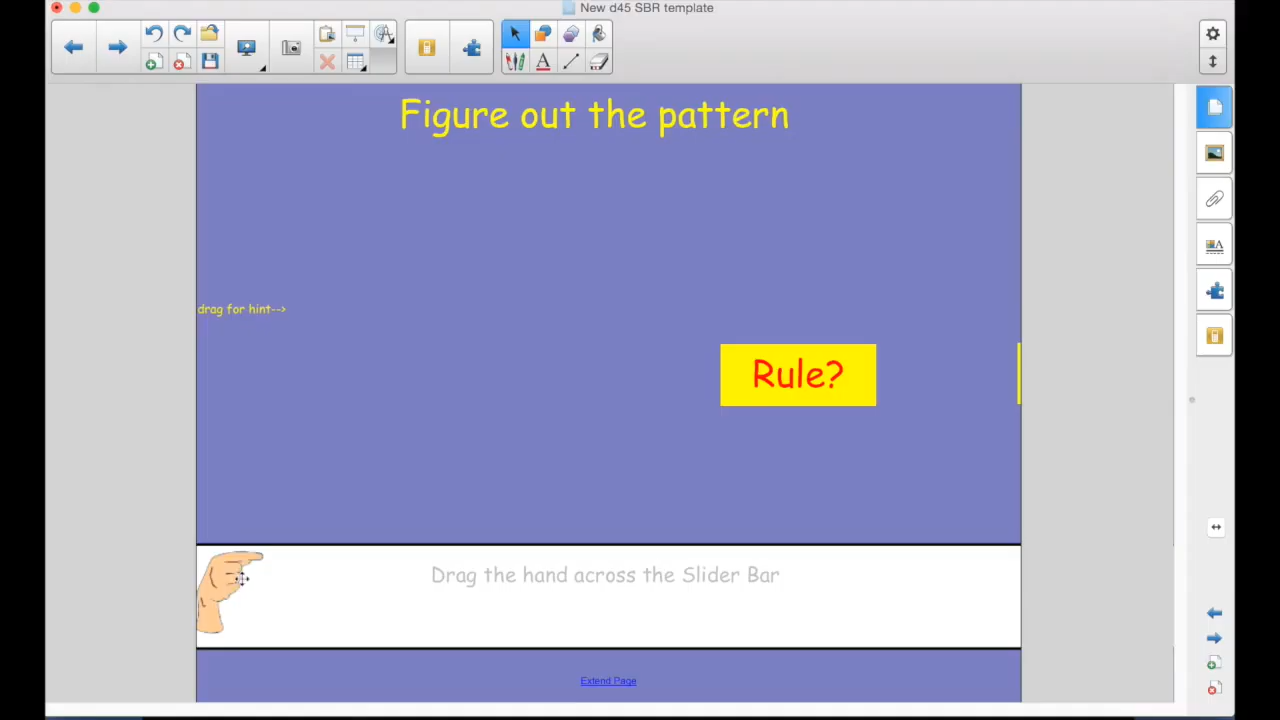 New d45 SBR template
Figure out the pattern
drag for hint-->
Rule?
Drag the hand across the Slider Bar
Extend Page